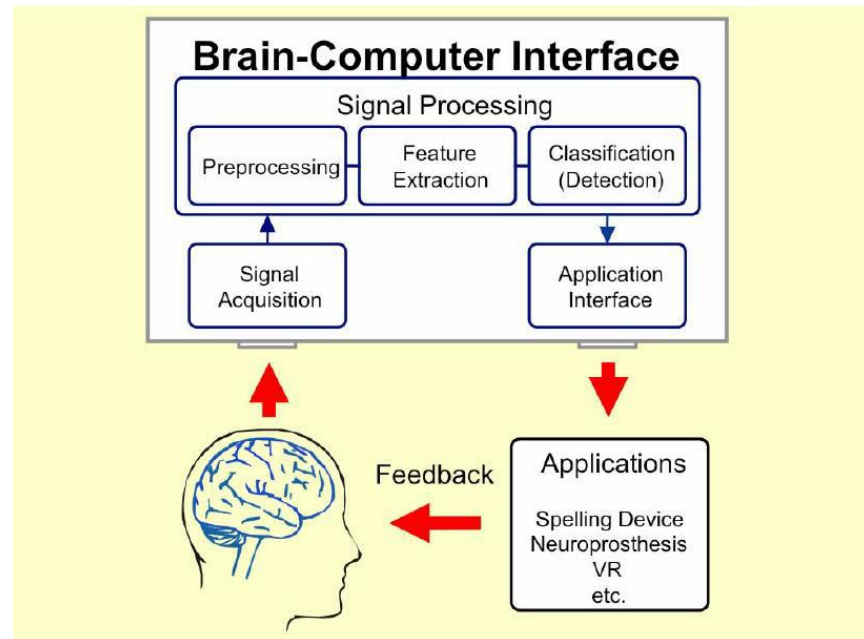 Brain-Computer Interface
Signal Processing
Preprocessing
Feature
Extraction
Classification
(Detection)
Signal
Acquisition
Application
Interface
Feedback
Applications
Spelling Device
Neuroprosthesis
VR
etc.